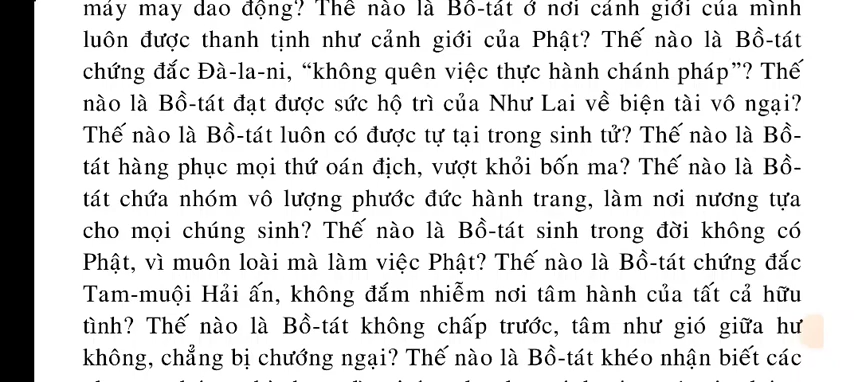 máy may dao động? Thế nào là Bồ-tát ở nơi cảnh giới của mình
luôn được thanh tịnh như cảnh giới của Phật? Thế nào là Bồ-tát
chứng đắc Đà-la-ni, “không quên việc thực hành chánh pháp”? Thế
nào là Bồ-tát đạt được sức hộ trì của Như Lai về biện tài vô ngại?
Thế nào là Bồ-tát luôn có được tự tại trong sinh tử? Thế nào là Bồ-
tát hàng phục mọi thứ oán địch, vượt khỏi bốn ma? Thế nào là Bồ-
tát chứa nhóm vô lượng phước đức hành trang, làm nơi nương tựa
cho mọi chúng sinh? Thế nào là Bồ-tát sinh trong đời không có
Phật, vì muôn loài mà làm việc Phật? Thế nào là Bồ-tát chứng đắc
Tam-muội Hải ấn, không đắm nhiễm nơi tâm hành của tất cả hữu
tình? Thế nào là Bồ-tát không chấp trước, tâm như gió giữa hư
không, chẳng bị chướng ngại? Thế nào là Bồ-tát khéo nhận biết các